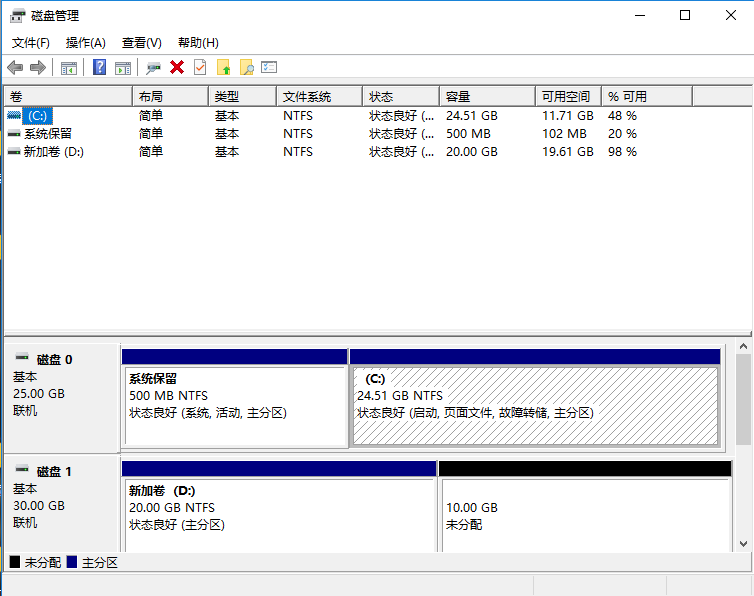 磁盘管理
文件(F) 操作(A) 查看(V) 帮助(H)
卷 布局 类型 文件系统 状态 容量 可用空间 % 可用
(C:) 简单 基本 NTFS 状态良好 (... 24.51 GB 11.71 GB 48 %
系统保留 简单 基本 NTFS 状态良好 (... 500 MB 102 MB 20 %
新加卷 (D:) 简单 基本 NTFS 状态良好 (... 20.00 GB 19.61 GB 98 %
磁盘 0
基本
25.00 GB
联机
系统保留
500 MB NTFS
状态良好 (系统, 活动, 主分区)
(C:)
24.51 GB NTFS
状态良好 (启动, 页面文件, 故障转储, 主分区)
磁盘 1
基本
30.00 GB
联机
新加卷 (D:)
20.00 GB NTFS
状态良好 (主分区)
10.00 GB
未分配
未分配 主分区